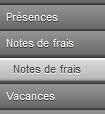 Présences
Notes de frais
Notes de frais
Vacances